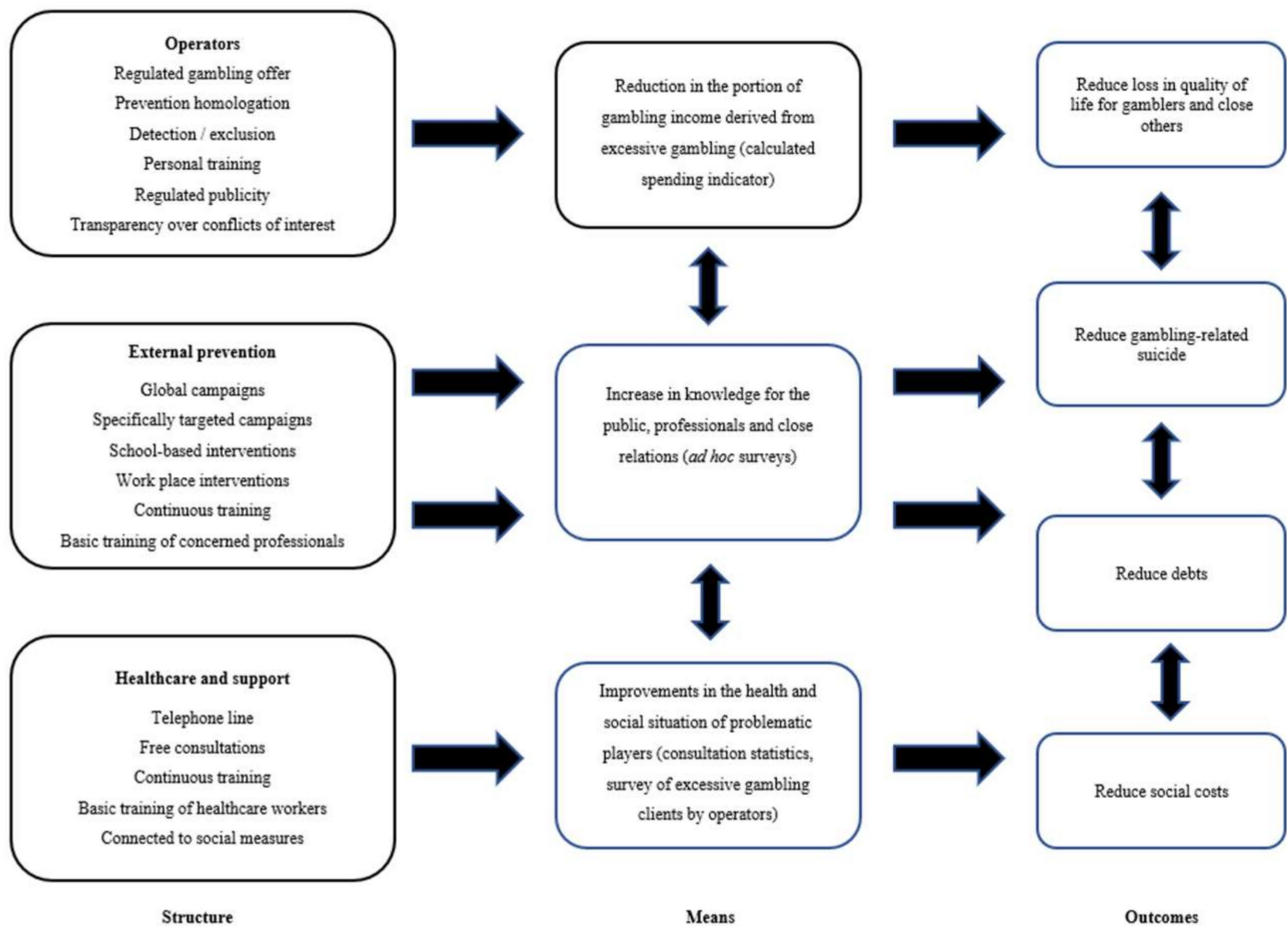 Operators
Regulated gambling offer
Prevention homologation
Detection / exclusion
Personal training
Regulated publicity
Transparency over conflicts of interest
Reduction in the portion of
gambling income derived from
excessive gambling (calculated
spending indicator)
Reduce loss in quality of
life for gamblers and close
others
External prevention
Global campaigns
Specifically targeted campaigns
School-based interventions
Work place interventions
Continuous training
Basic training of concerned professionals
Increase in knowledge for the
public, professionals and close
relations (ad hoc surveys)
Reduce gambling-related
suicide
Reduce debts
Healthcare and support
Telephone line
Free consultations
Continuous training
Basic training of healthcare workers
Connected to social measures
Improvements in the health and
social situation of problematic
players (consultation statistics,
survey of excessive gambling
clients by operators)
Reduce social costs
Structure
Means
Outcomes